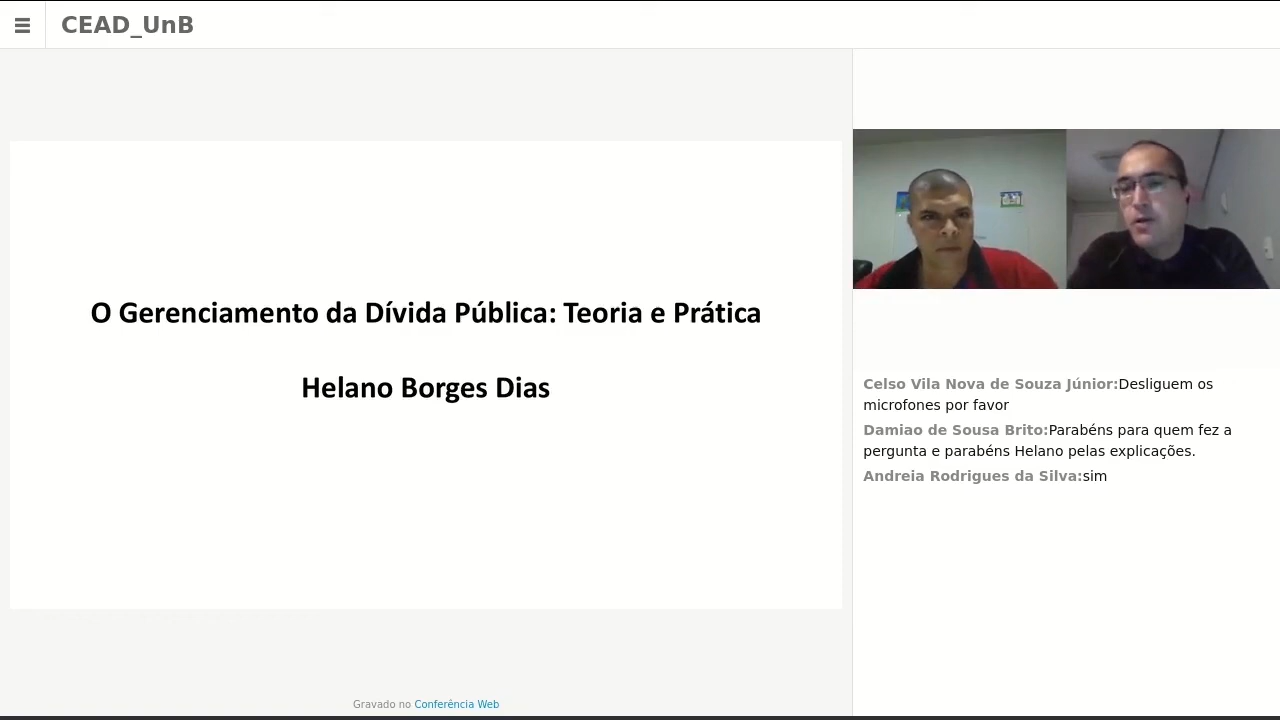 CEAD_UnB
O Gerenciamento da Dívida Pública: Teoria e Prática
Helano Borges Dias
Celso Vila Nova de Souza Júnior:Desliguem os
microfones por favor
Damiao de Sousa Brito:Parabéns para quem fez a
pergunta e parabéns Helano pelas explicações.
Andreia Rodrigues da Silva:sim
Gravado no Conferência Web